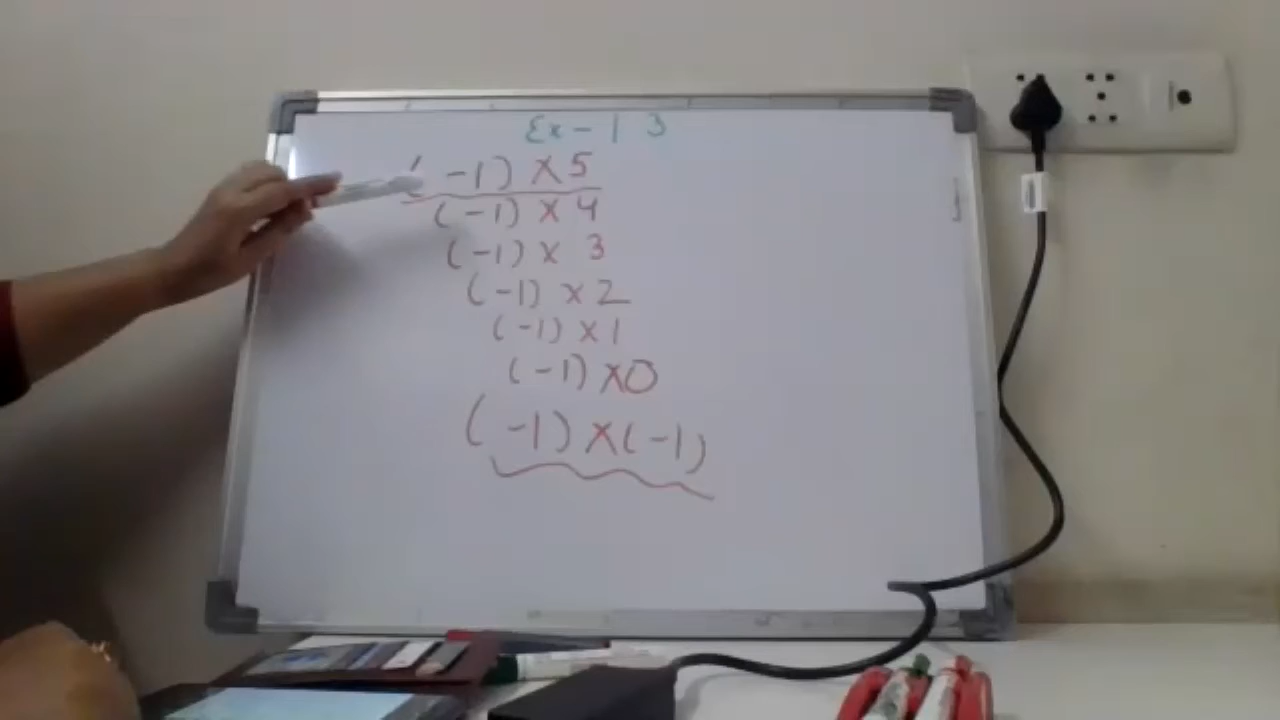 Ex - 1 3
(-1) × 5
(-1) × 4
(-1) × 3
(-1) × 2
(-1) × 1
(-1) × 0
(-1) × (-1)